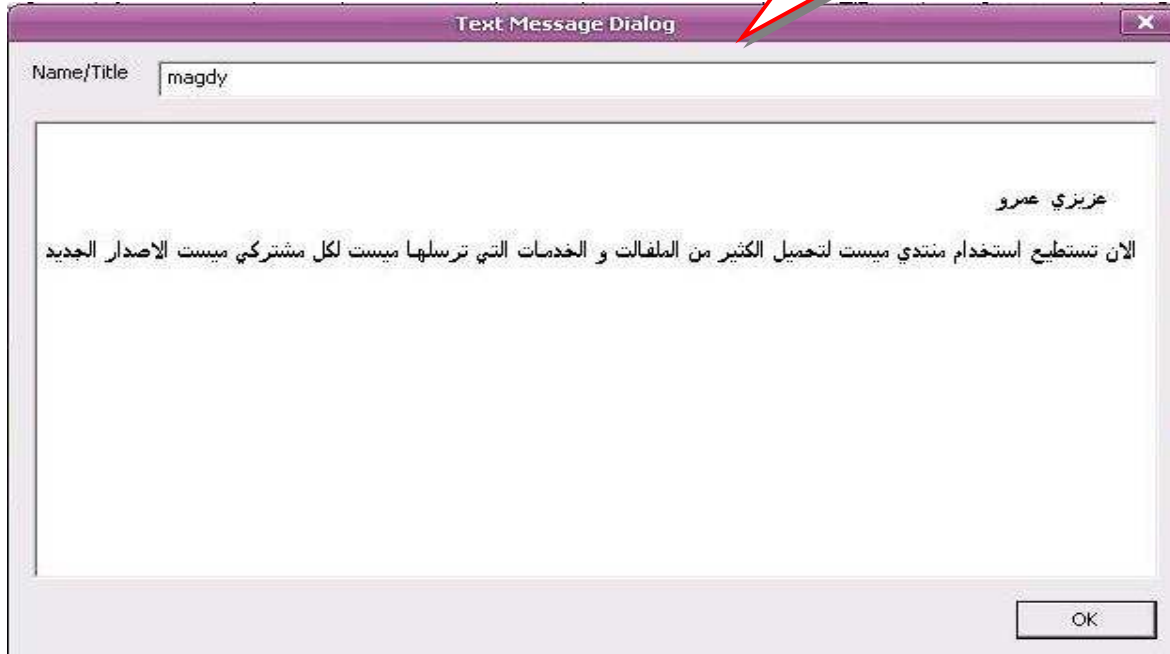 Text Message Dialog
Name/Title magdy
عزيزي عمرو
الان تستطيع استخدام منتدي ميست لتحميل الكثير من الملفالت و الخدمات التي ترسلها ميست لكل مشتركي ميست الاصدار الجديد
OK